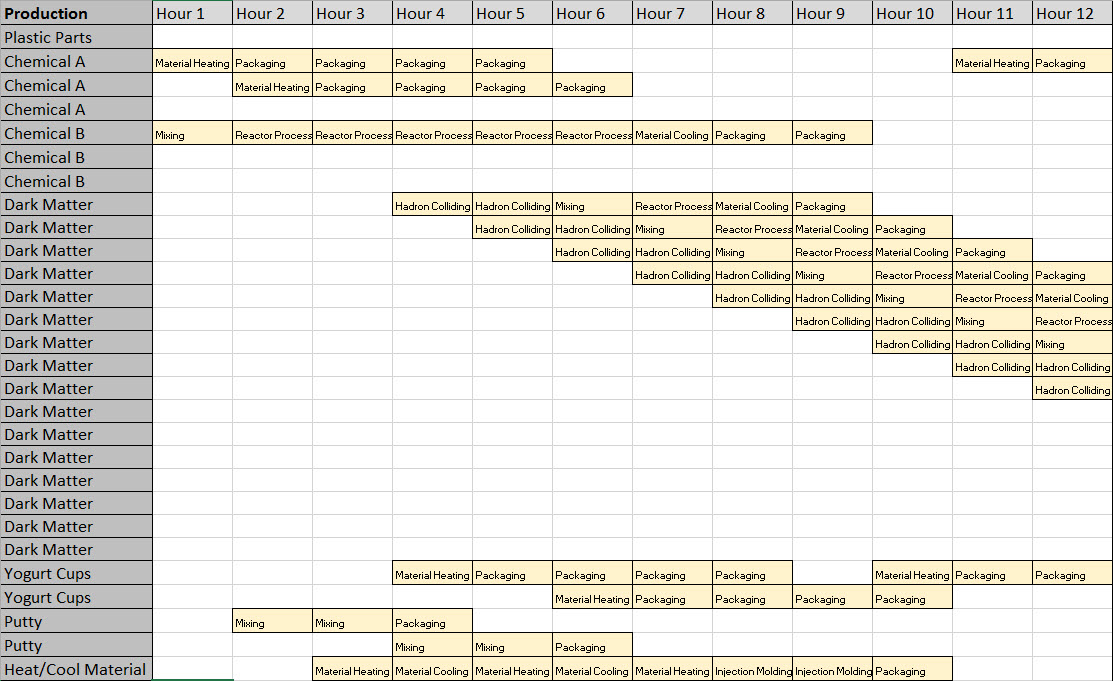 Production Hour 1 Hour 2 Hour 3 Hour 4 Hour 5 Hour 6 Hour 7 Hour 8 Hour 9 Hour 10 Hour 11 Hour 12
Plastic Parts
Chemical A Material Heating Packaging Packaging Packaging Packaging Material Heating Packaging
Chemical A Material Heating Packaging Packaging Packaging Packaging
Chemical A
Chemical B Mixing Reactor Process Reactor Process Reactor Process Reactor Process Reactor Process Material Cooling Packaging Packaging
Chemical B
Chemical B
Dark Matter Hadron Colliding Hadron Colliding Mixing Reactor Process Material Cooling Packaging
Dark Matter Hadron Colliding Hadron Colliding Mixing Reactor Process Material Cooling Packaging
Dark Matter Hadron Colliding Hadron Colliding Mixing Reactor Process Material Cooling Packaging
Dark Matter Hadron Colliding Hadron Colliding Mixing Reactor Process Material Cooling Packaging
Dark Matter Hadron Colliding Hadron Colliding Mixing Reactor Process Material Cooling
Dark Matter Hadron Colliding Hadron Colliding Mixing Reactor Process
Dark Matter Hadron Colliding Hadron Colliding Mixing
Dark Matter Hadron Colliding Hadron Colliding
Dark Matter Hadron Colliding
Dark Matter
Dark Matter
Dark Matter
Dark Matter
Dark Matter
Dark Matter
Dark Matter
Yogurt Cups Material Heating Packaging Packaging Packaging Packaging Material Heating Packaging Packaging
Yogurt Cups Material Heating Packaging Packaging Packaging Packaging
Putty Mixing Mixing Packaging
Putty Mixing Mixing Packaging
Heat/Cool Material Material Heating Material Cooling Material Heating Material Cooling Material Heating Injection Molding Injection Molding Packaging